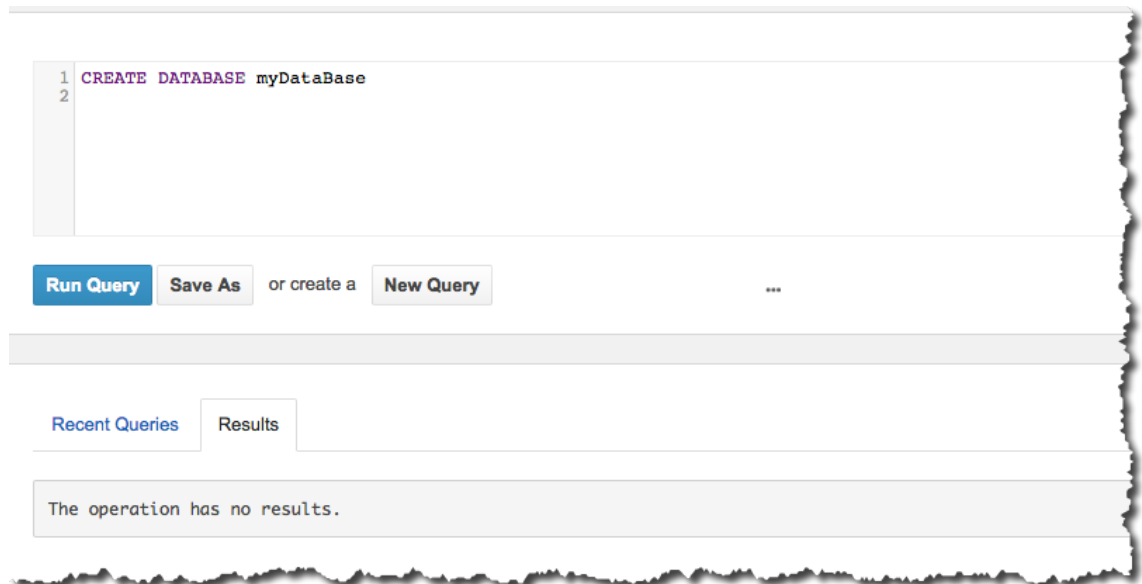 1 CREATE DATABASE myDataBase
2
Run Query Save As or create a New Query ...
Recent Queries Results
The operation has no results.